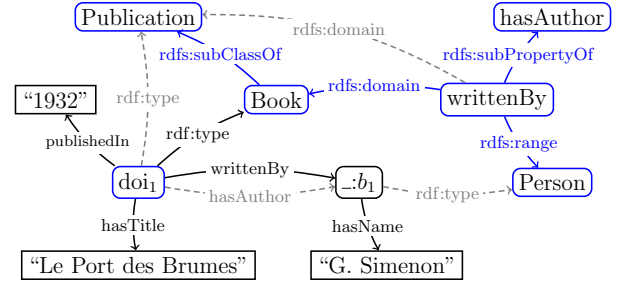 Publication
hasAuthor
rdfs:domain
rdfs:subClassOf
rdfs:subPropertyOf
rdfs:domain
"1932"
rdf:type
Book
writtenBy
publishedIn
rdf:type
rdfs:range
writtenBy
doi₁
_:b₁
Person
hasAuthor
rdf:type
hasTitle
hasName
“Le Port des Brumes”
“G. Simenon”